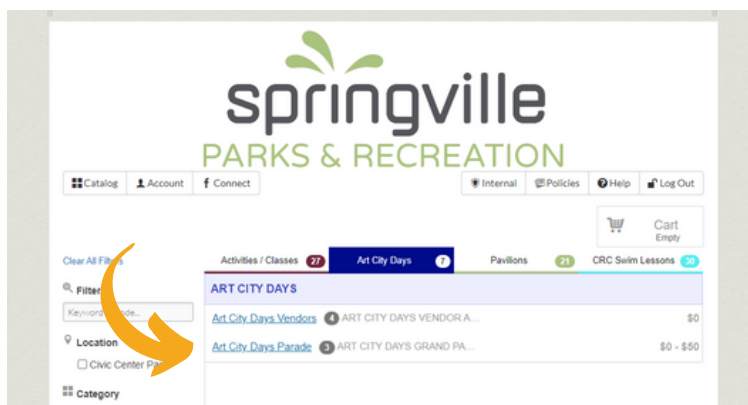 springville
PARKS & RECREATION
Catalog Account Connect Internal Policies Help Log Out
Cart
Empty
Clear All Filters
Activities / Classes 27 Art City Days 7 Pavilions 21 CRC Swim Lessons 30
Filter
ART CITY DAYS
Keyword
Art City Days Vendors 4 ART CITY DAYS VENDOR A... $0
Location
Art City Days Parade 3 ART CITY DAYS GRAND PA... $0 - $50
Civic Center
Category